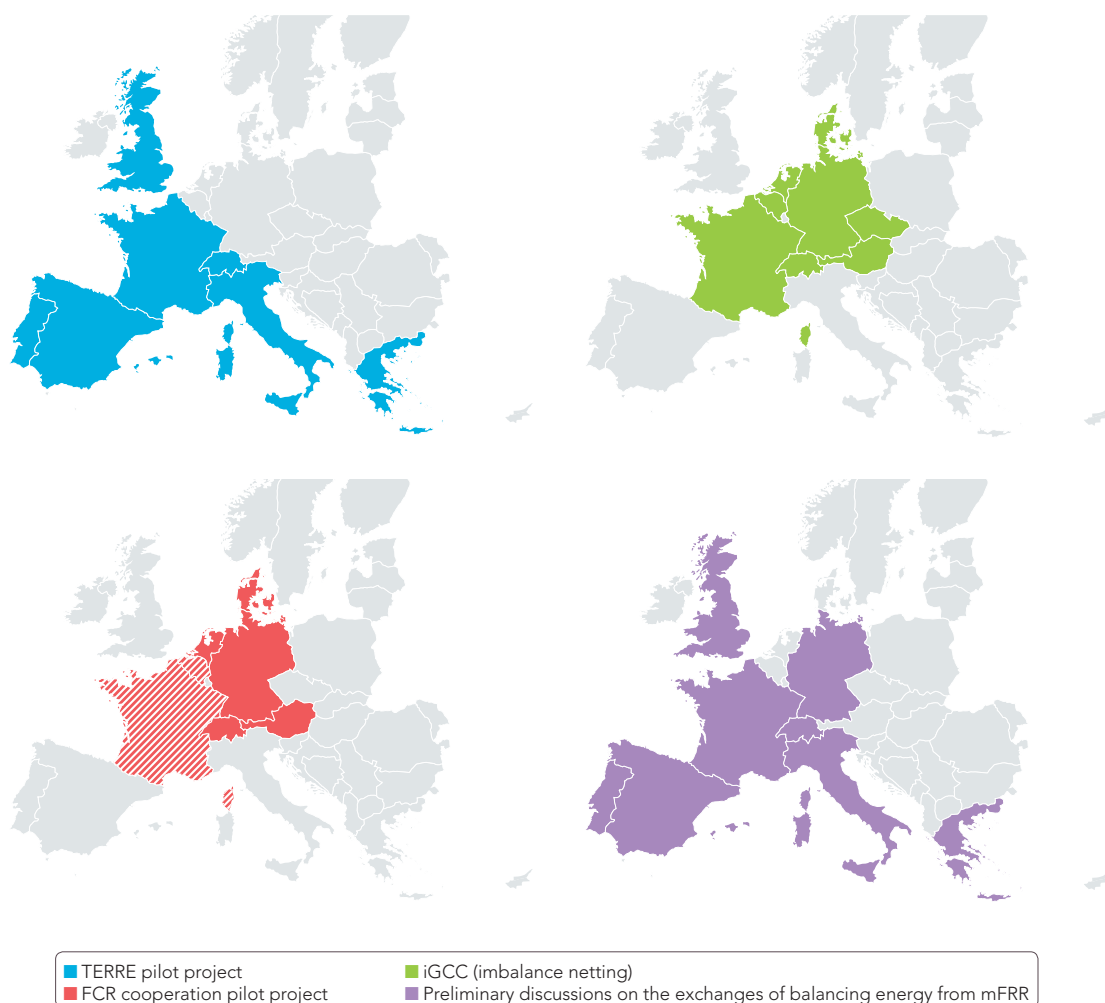 TERRE pilot project
iGCC (imbalance netting)
FCR cooperation pilot project
Preliminary discussions on the exchanges of balancing energy from mFRR